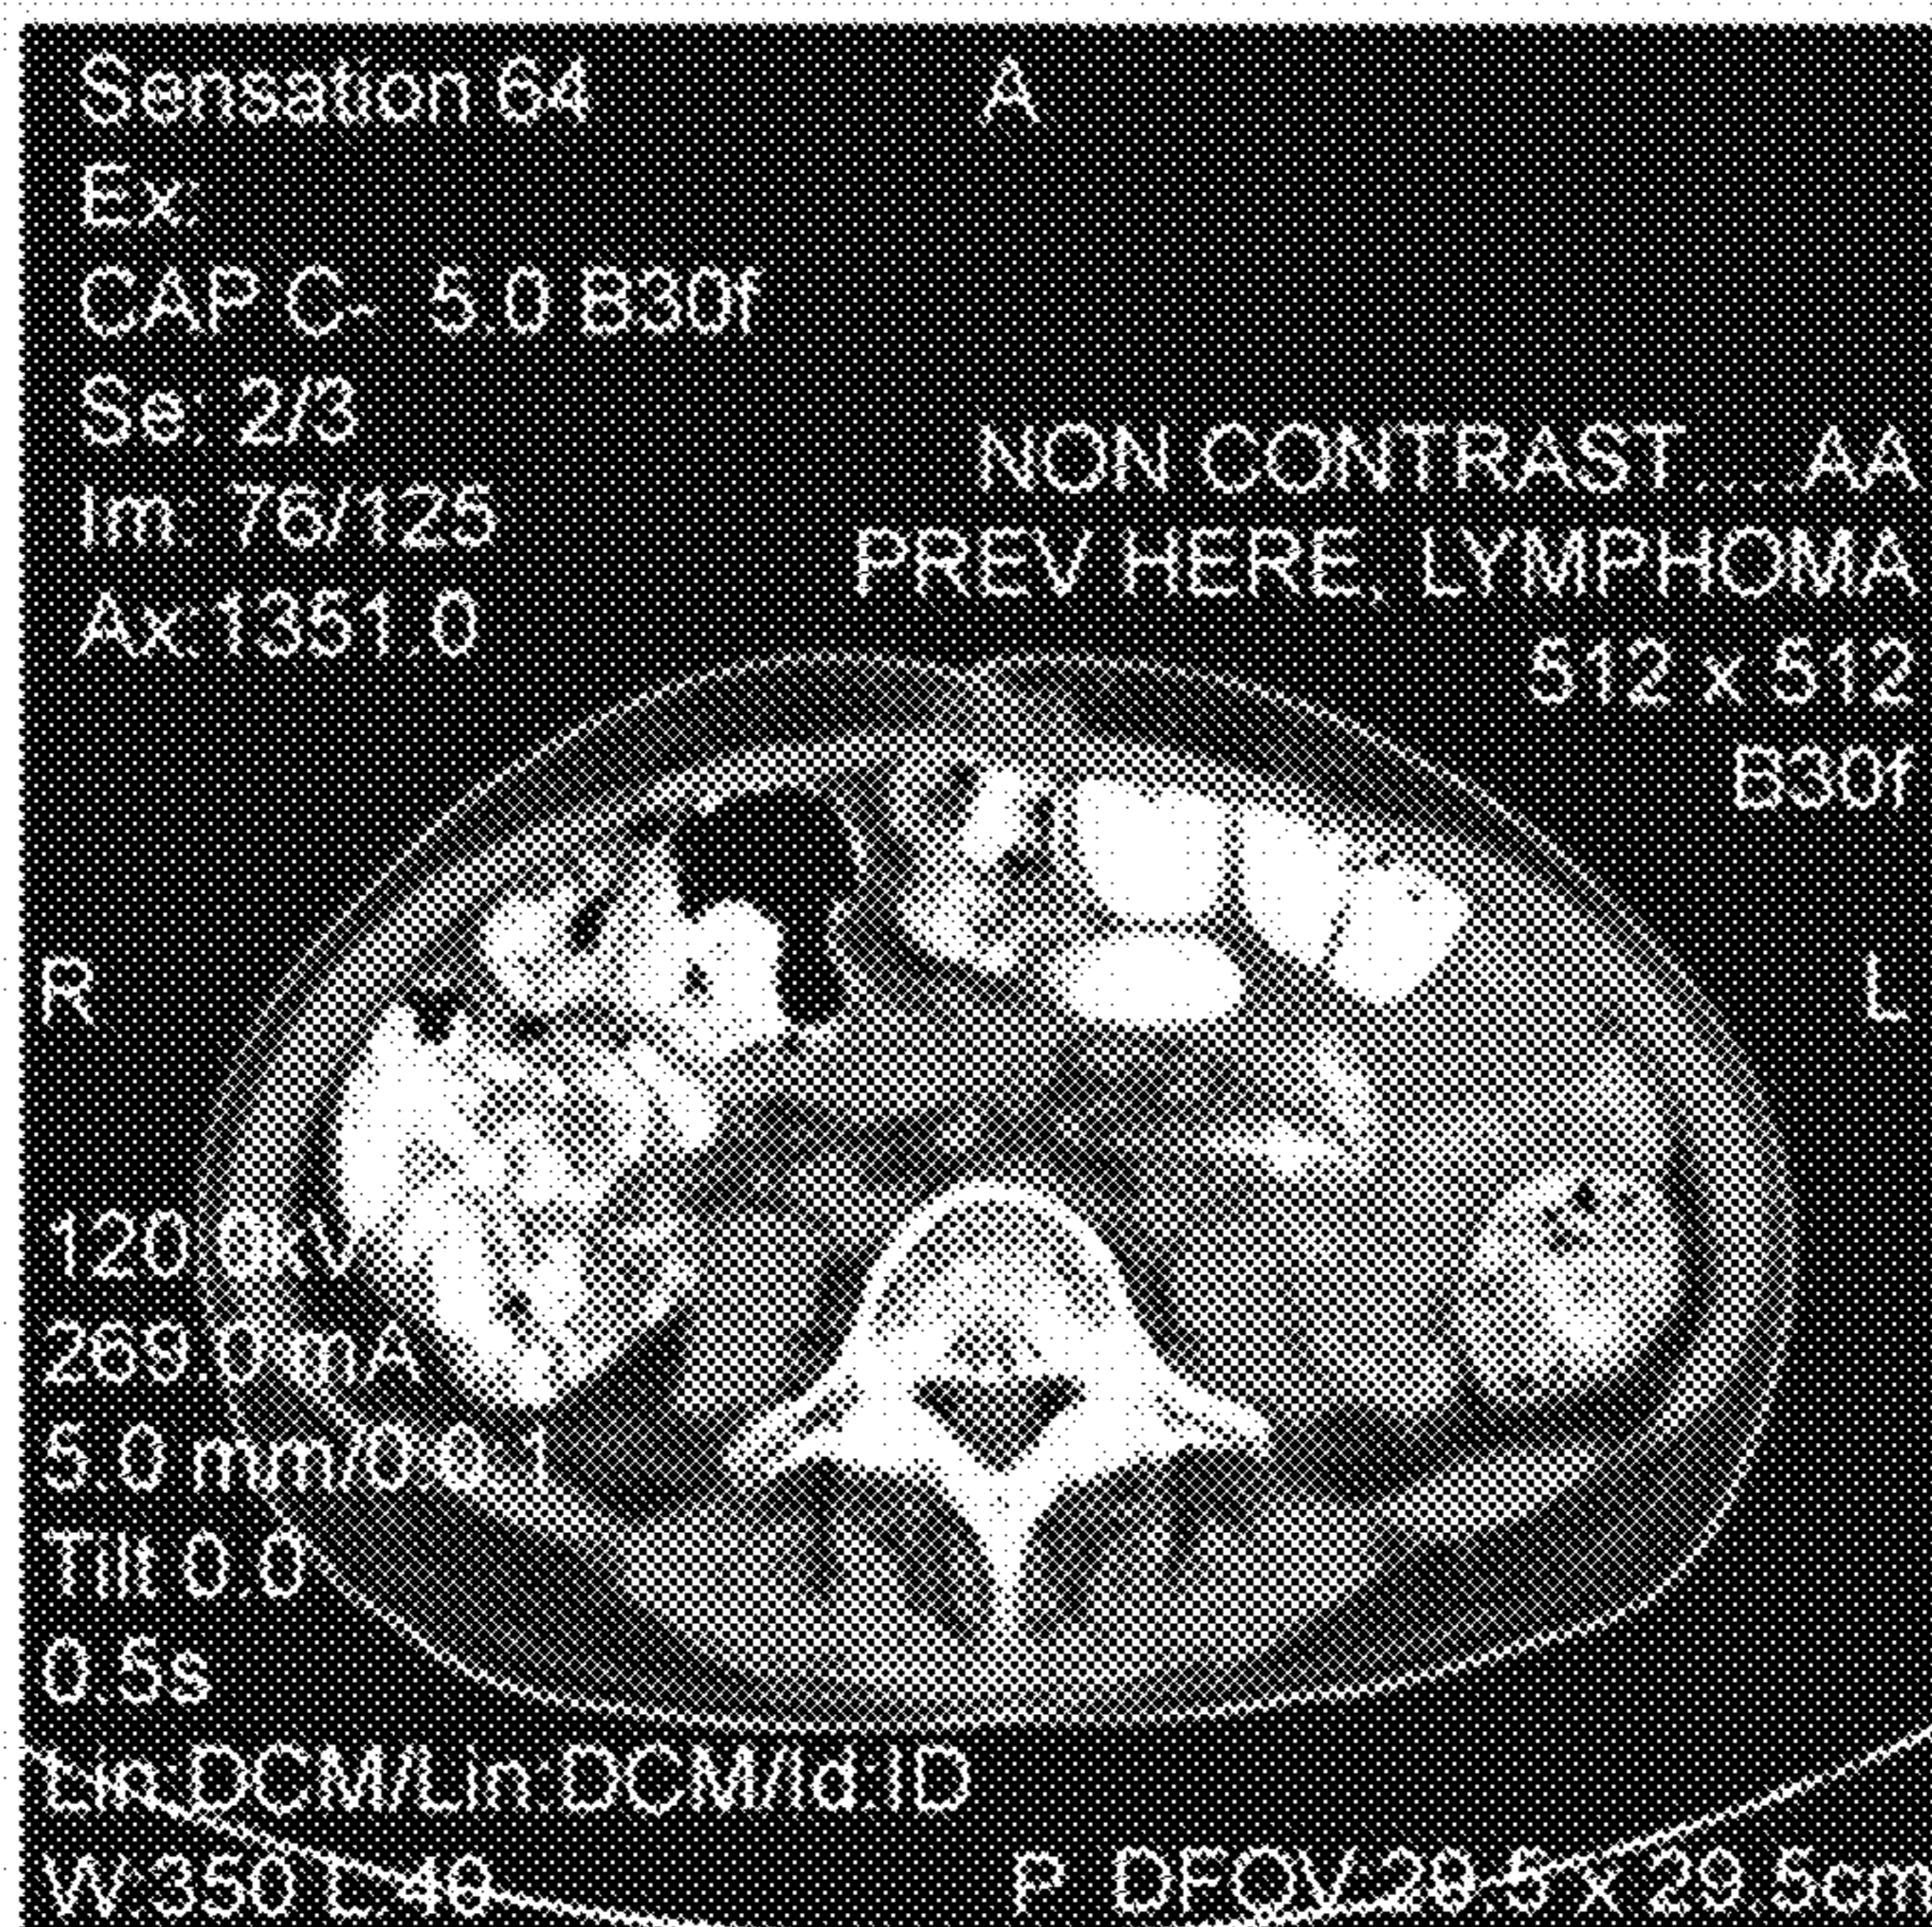 Sensation 64
A
Ex:
CAP C- 5.0 B30f
Se: 2/3
Im: 76/125
Ax:1351.0
NON CONTRAST.....AA
PREV HERE, LYMPHOMA
512 x 512
B30f
R
L
120.0kV
269.0 mA
5.0 mm/0.0:1
Tilt 0.0
0.5s
Lin:DCM/Lin:DCM/Id:ID
W:350 L:40
P
DFOV:29.5 x 29.5cm